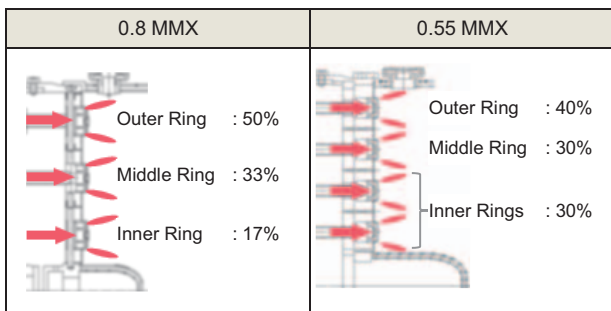 0.8 MMX
0.55 MMX
Outer Ring : 50%
Middle Ring : 33%
Inner Ring : 17%
Outer Ring : 40%
Middle Ring : 30%
Inner Rings : 30%